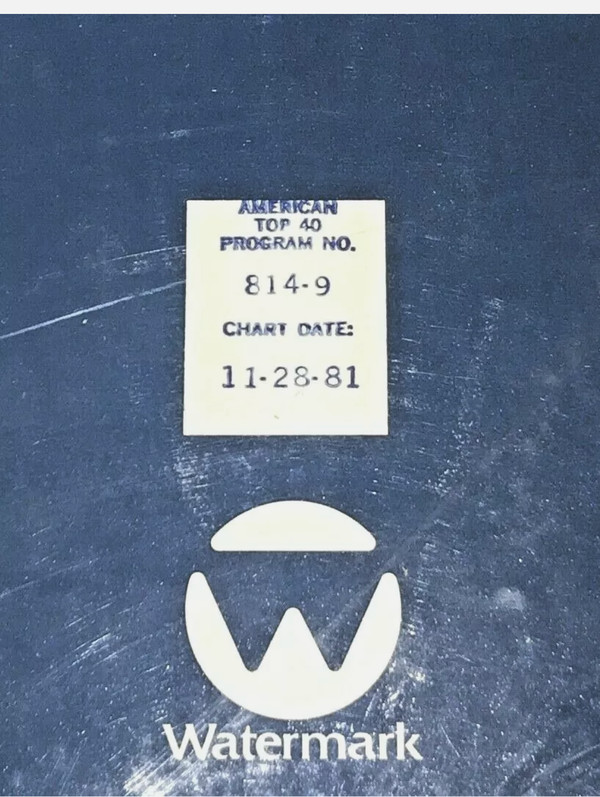 AMERICAN
TOP 40
PROGRAM NO.
814-9
CHART DATE:
11-28-81
Watermark